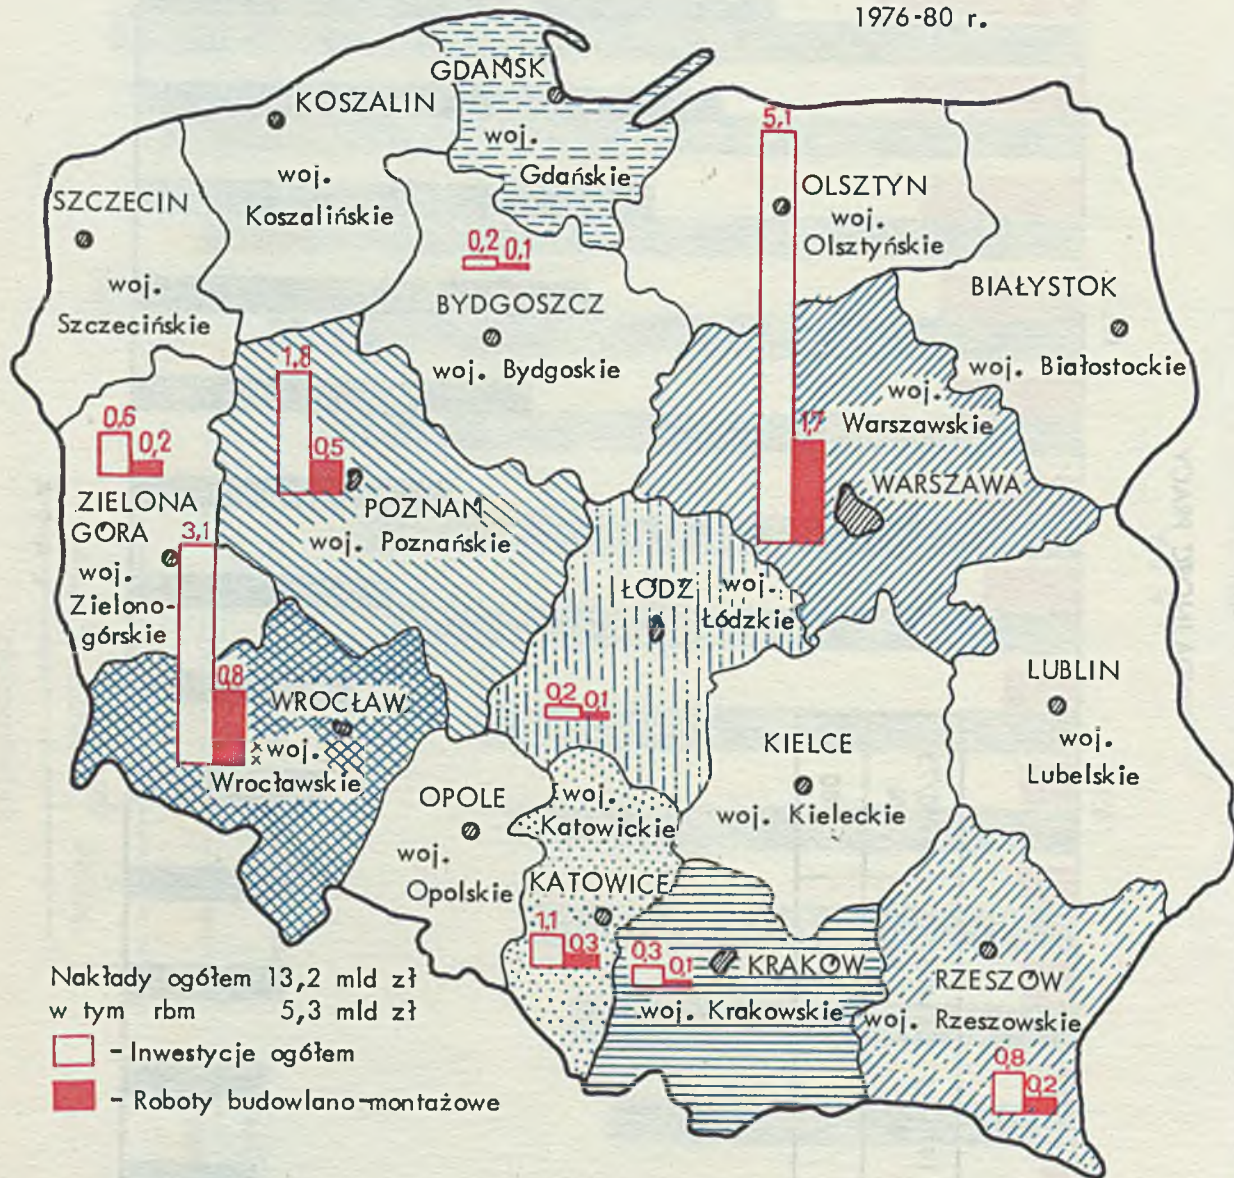 1976-80 r.
GDAŃSK
KOSZALIN
woj.
Gdańskie
woj.
Koszalińskie
5,1
OLSZTYN
woj.
Olsztyńskie
SZCZECIN
woj.
Szczecińskie
0,2 0,1
BYDGOSZCZ
woj. Bydgoskie
BIAŁYSTOK
woj. Białostockie
1,8
0,5
POZNAŃ
woj. Poznańskie
woj.
Warszawskie
1,7
WARSZAWA
0,6
0,2
ZIELONA
GÓRA
woj.
Zielono-
górskie
3,1
0,8
WROCŁAW
woj.
Wrocławskie
ŁÓDŹ
woj.
Łódzkie
0,2 0,1
LUBLIN
woj.
Lubelskie
KIELCE
woj. Kieleckie
OPOLE
woj.
Opolskie
woj.
Katowickie
KATOWICE
1,1
0,3
0,3
0,1
KRAKÓW
woj. Krakowskie
RZESZÓW
woj. Rzeszowskie
0,8
0,2
Nakłady ogółem 13,2 mld zł
w tym rbm 5,3 mld zł
- Inwestycje ogółem
- Roboty budowlano-montażowe